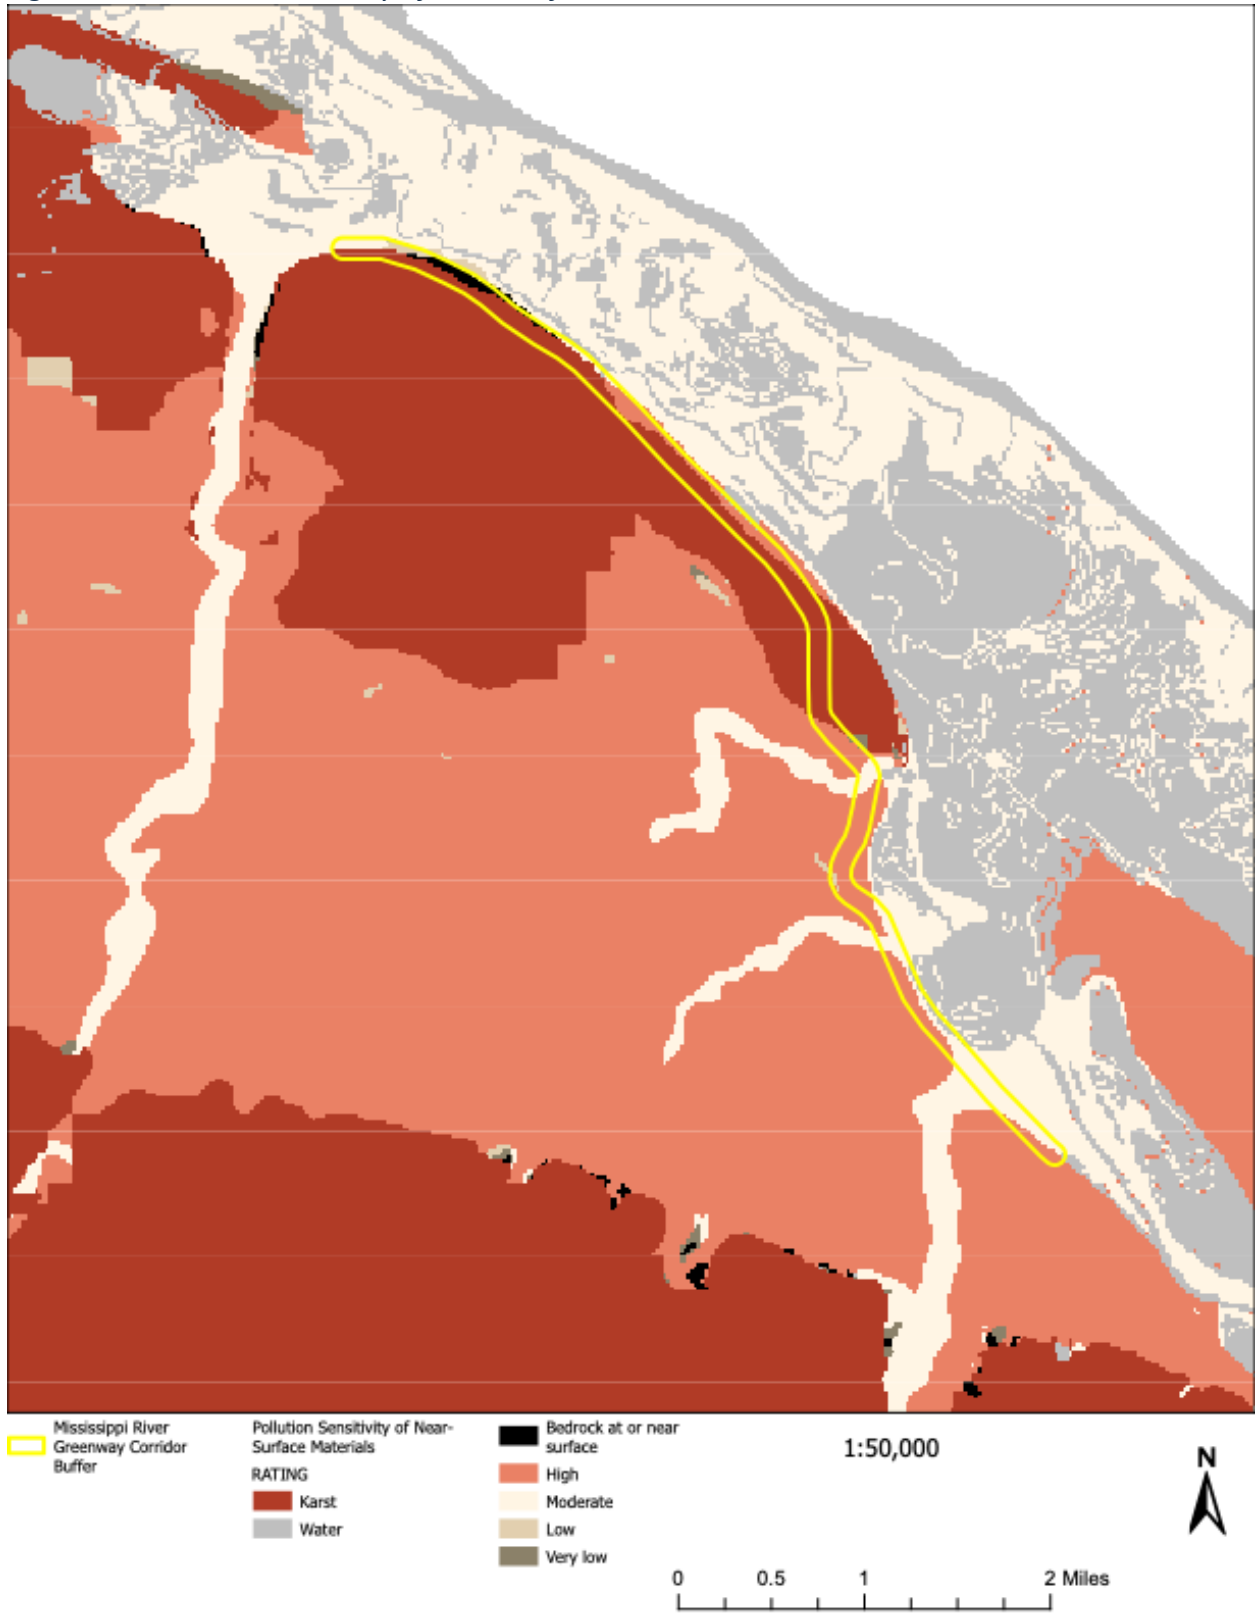 Mississippi River
Greenway Corridor
Buffer
Pollution Sensitivity of Near-
Surface Materials
RATING
Karst
Water
Bedrock at or near
surface
High
Moderate
Low
Very low
1:50,000
N
0 0.5 1 2 Miles